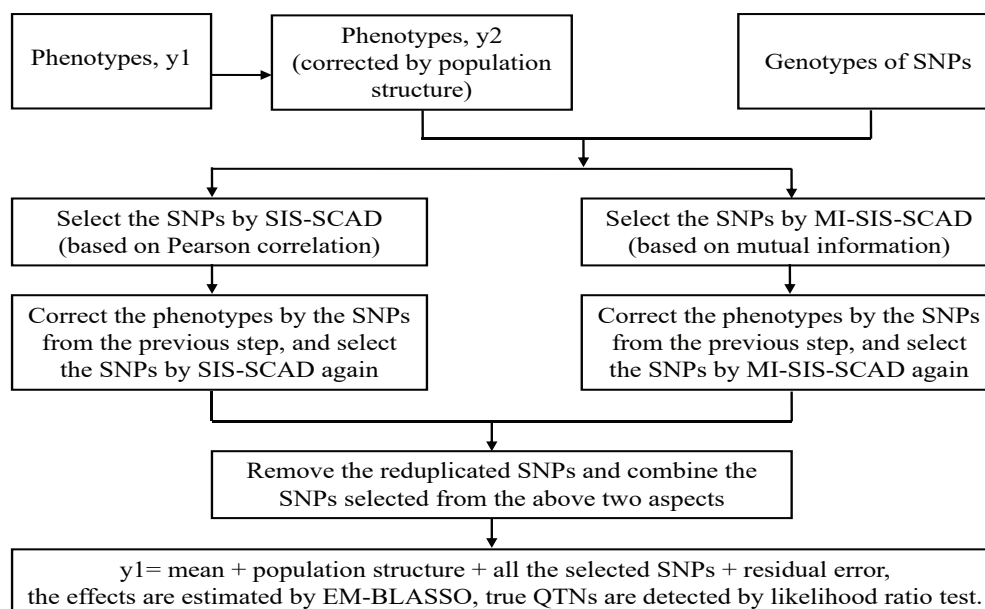 Phenotypes, y1
Phenotypes, y2
(corrected by population
structure)
Genotypes of SNPs
Select the SNPs by SIS-SCAD
(based on Pearson correlation)
Select the SNPs by MI-SIS-SCAD
(based on mutual information)
Correct the phenotypes by the SNPs
from the previous step, and select
the SNPs by SIS-SCAD again
Correct the phenotypes by the SNPs
from the previous step, and select
the SNPs by MI-SIS-SCAD again
Remove the reduplicated SNPs and combine the
SNPs selected from the above two aspects
y1= mean + population structure + all the selected SNPs + residual error,
the effects are estimated by EM-BLASSO, true QTNs are detected by likelihood ratio test.